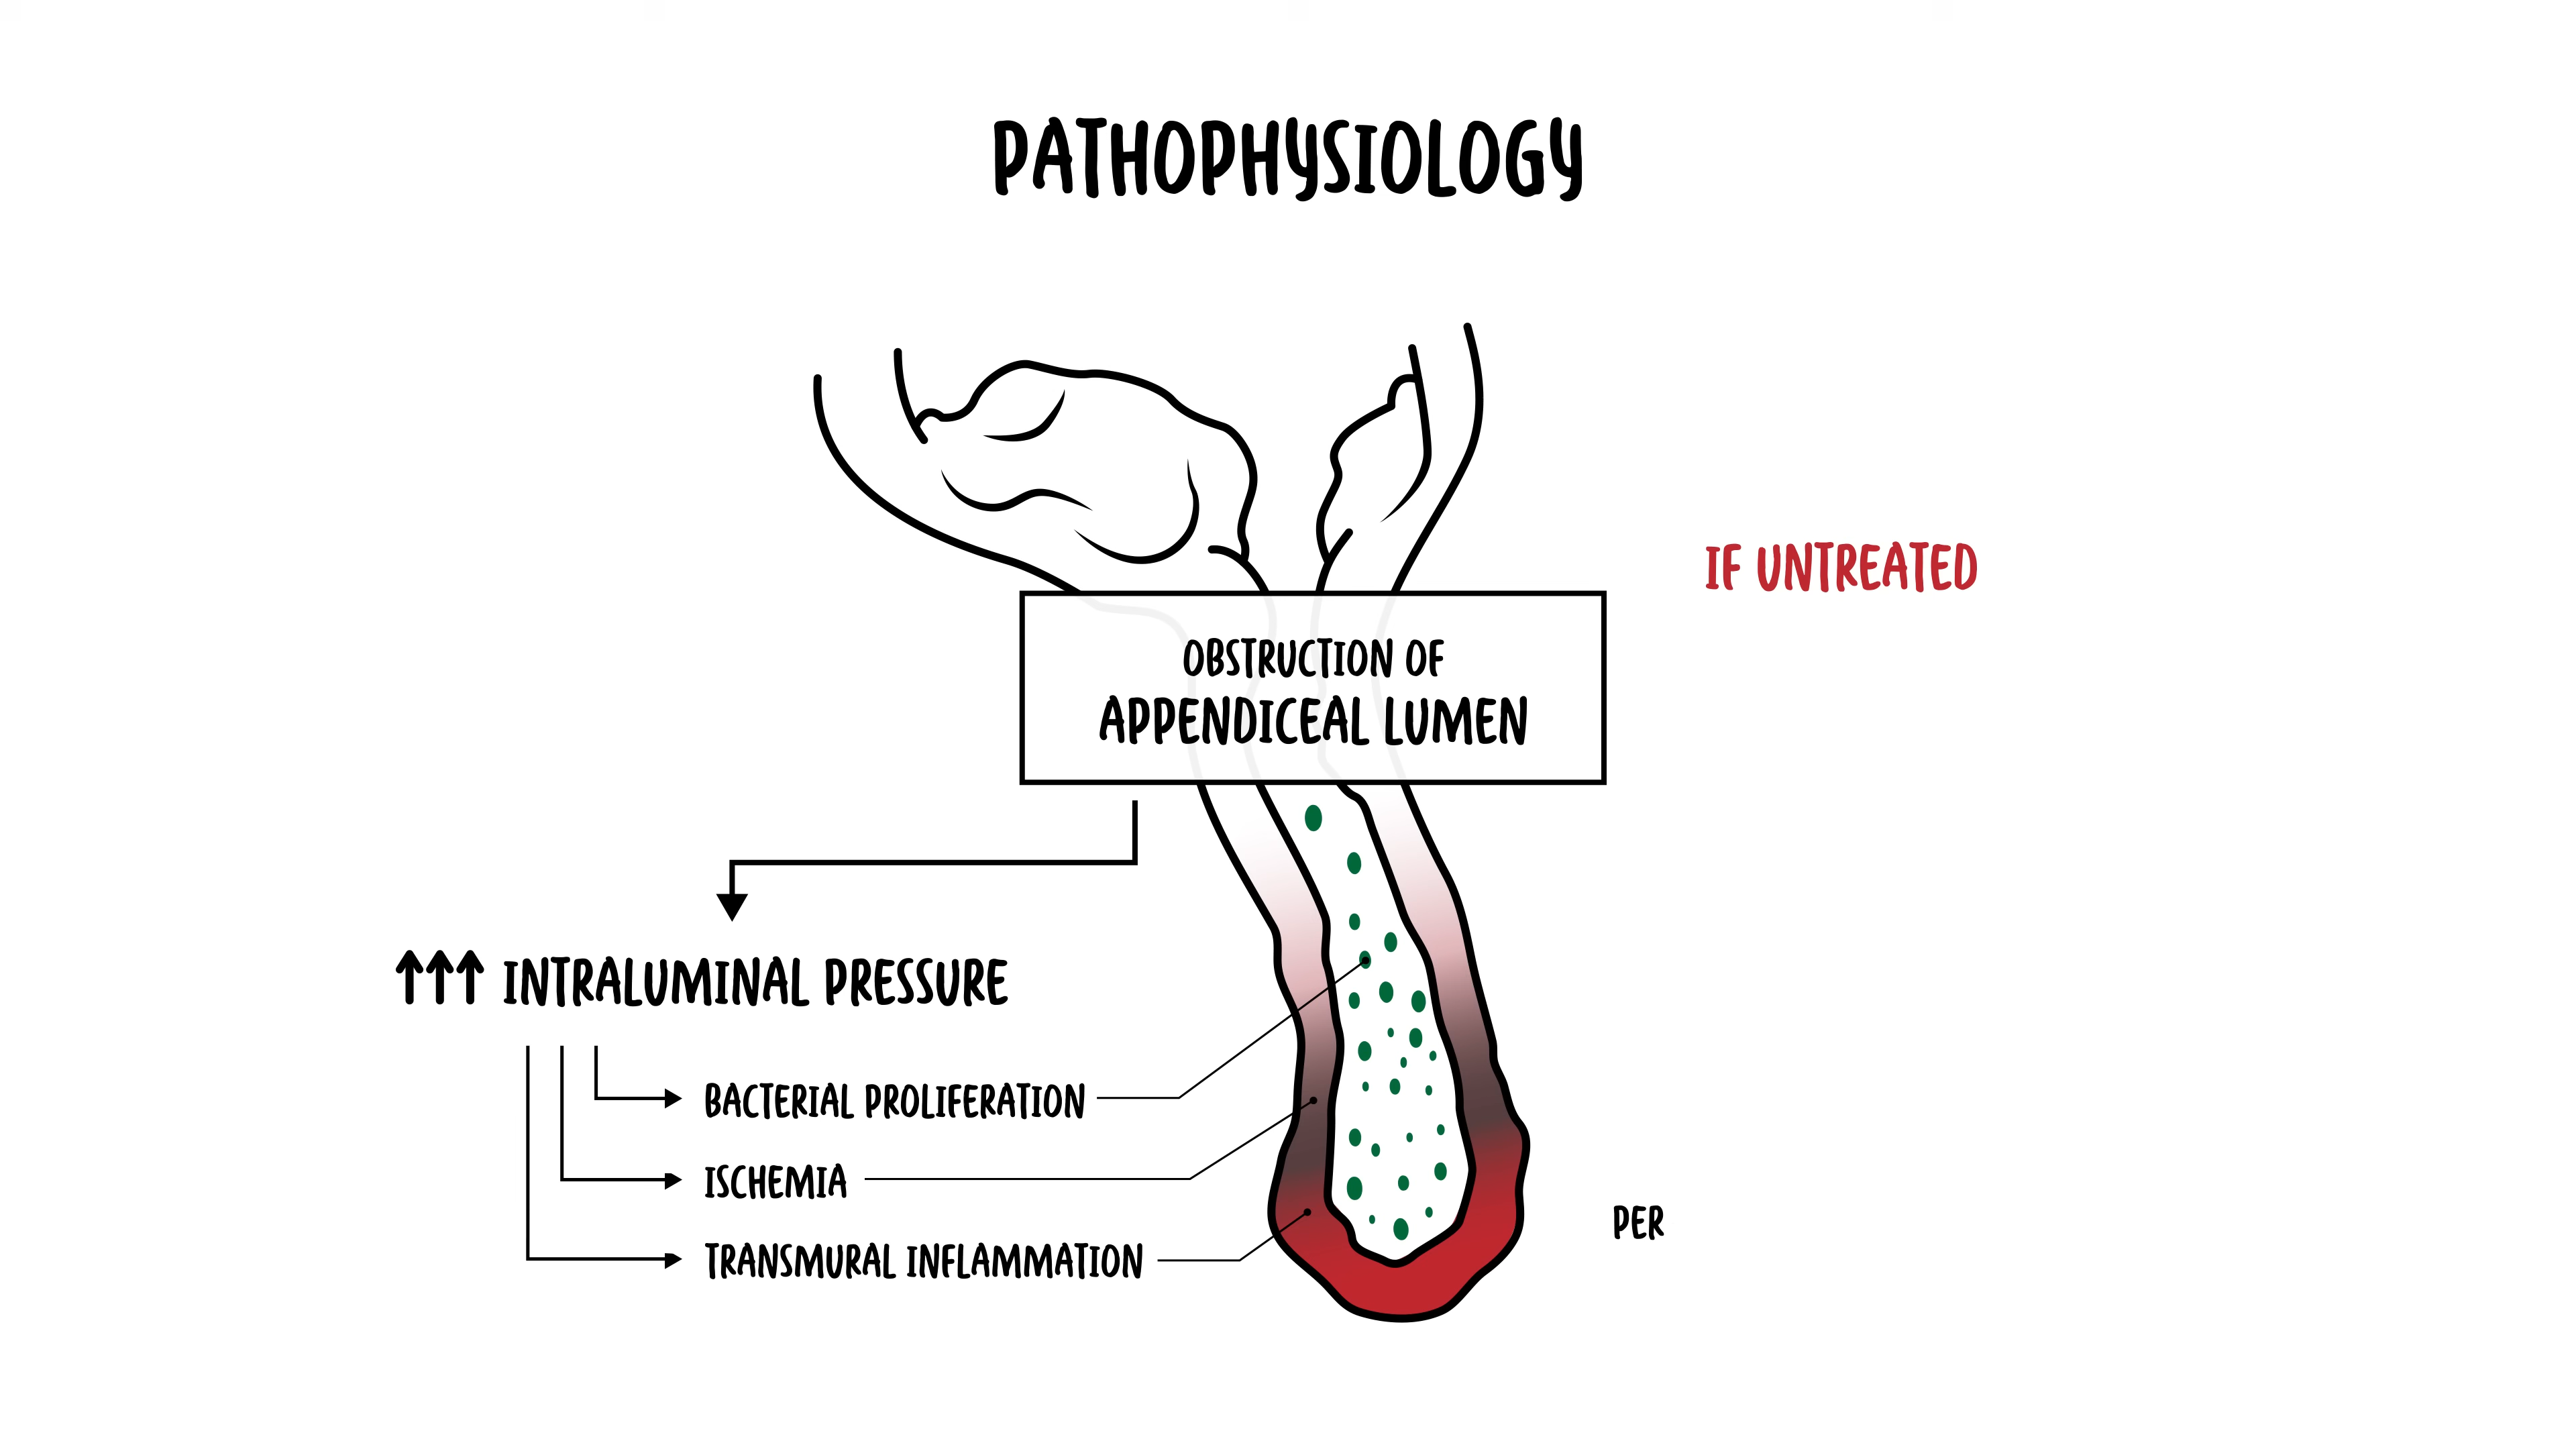 PATHOPHYSIOLOGY
IF UNTREATED
OBSTRUCTION OF
APPENDICEAL LUMEN
↑↑↑ INTRALUMINAL PRESSURE
BACTERIAL PROLIFERATION
ISCHEMIA
TRANSMURAL INFLAMMATION
PER